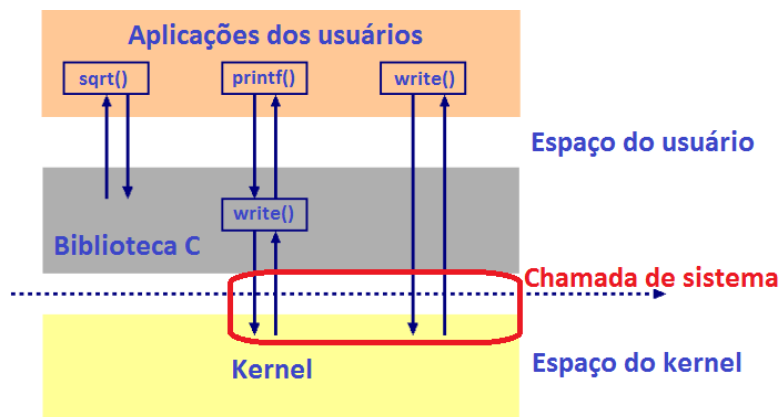 Aplicações dos usuários
sqrt()
printf()
write()
Espaço do usuário
write()
Biblioteca C
Chamada de sistema
Kernel
Espaço do kernel